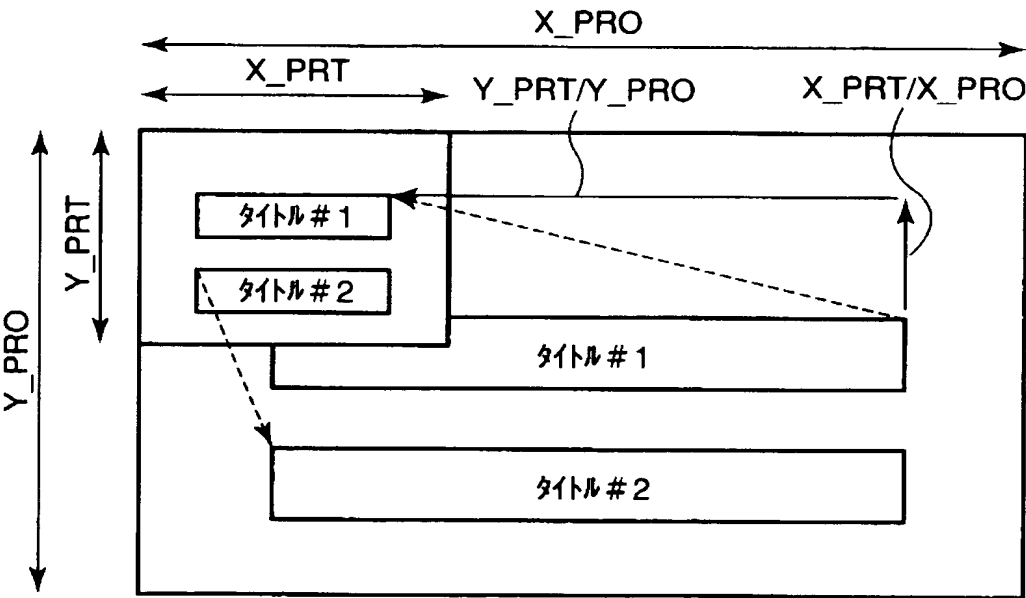 X_PRO
X_PRT
Y_PRT/Y_PRO
X_PRT/X_PRO
Y_PRO
Y_PRT
ﾀｲﾄﾙ＃1
ﾀｲﾄﾙ＃2
ﾀｲﾄﾙ＃1
ﾀｲﾄﾙ＃2